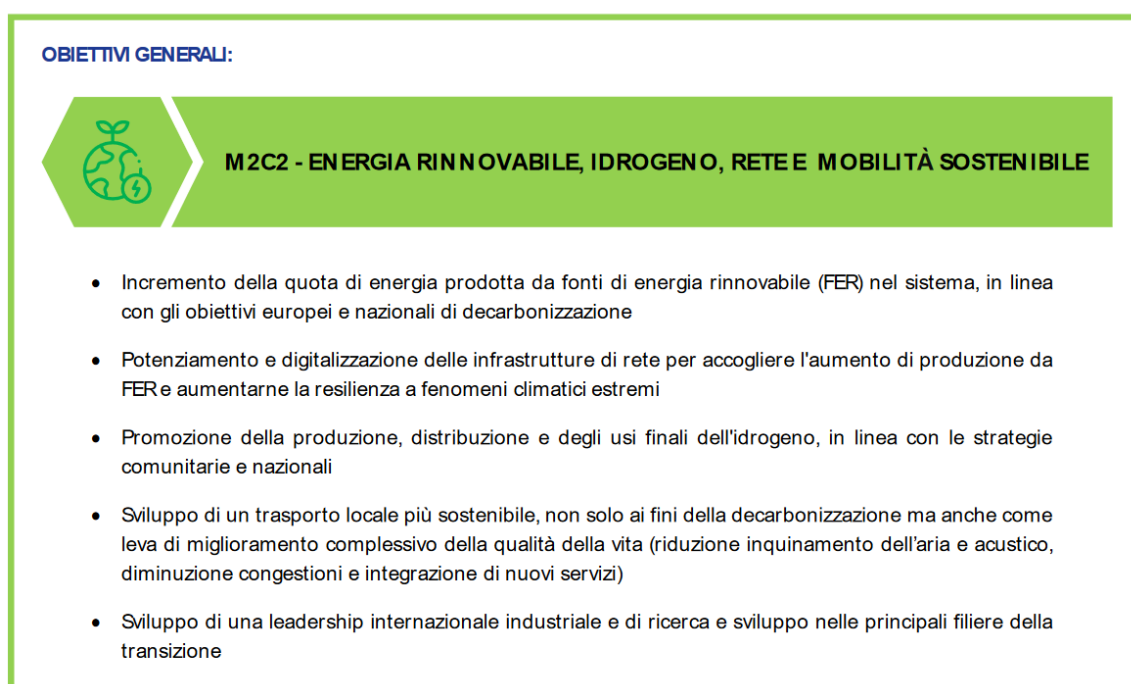 OBIETTIVI GENERALI:
M2C2 - ENERGIA RINNOVABILE, IDROGENO, RETE E MOBILITÀ SOSTENIBILE
• Incremento della quota di energia prodotta da fonti di energia rinnovabile (FER) nel sistema, in linea
con gli obiettivi europei e nazionali di decarbonizzazione
• Potenziamento e digitalizzazione delle infrastrutture di rete per accogliere l'aumento di produzione da
FER e aumentarne la resilienza a fenomeni climatici estremi
• Promozione della produzione, distribuzione e degli usi finali dell'idrogeno, in linea con le strategie
comunitarie e nazionali
• Sviluppo di un trasporto locale più sostenibile, non solo ai fini della decarbonizzazione ma anche come
leva di miglioramento complessivo della qualità della vita (riduzione inquinamento dell’aria e acustico,
diminuzione congestioni e integrazione di nuovi servizi)
• Sviluppo di una leadership internazionale industriale e di ricerca e sviluppo nelle principali filiere della
transizione